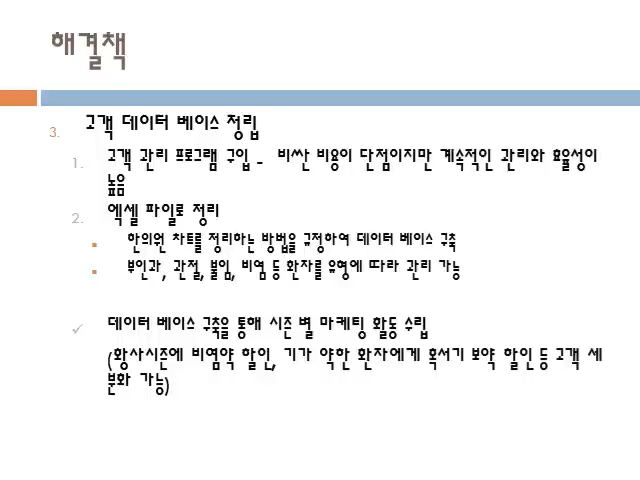 해결책
3. 고객 데이터 베이스 정립
1. 고객 관리 프로그램 구입 - 비싼 비용이 단점이지만 계속적인 관리와 효율성이
높음
2. 엑셀 파일로 정리
▪ 한의원 차트를 정리하는 방법을 규정하여 데이터 베이스 구축
▪ 부인과, 관절, 불임, 비염 등 환자를 유형에 따라 관리 가능
✓ 데이터 베이스 구축을 통해 시즌 별 마케팅 활동 수립
(황사시즌에 비염약 할인, 기가 약한 환자에게 혹서기 보약 할인 등 고객 세
분화 가능)